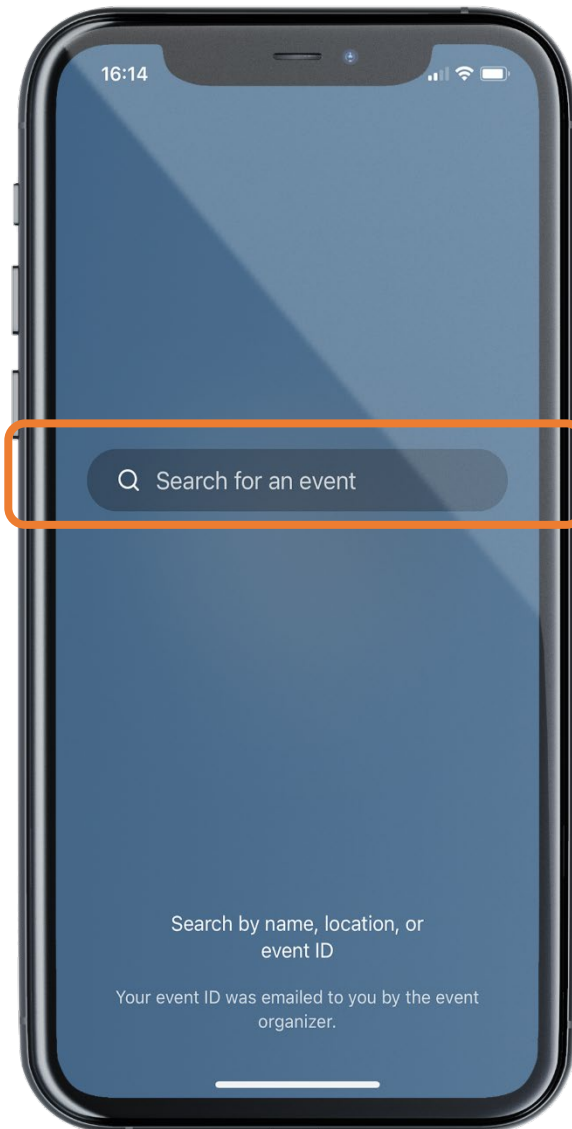 16:14
Search for an event
Search by name, location, or
event ID
Your event ID was emailed to you by the event
organizer.